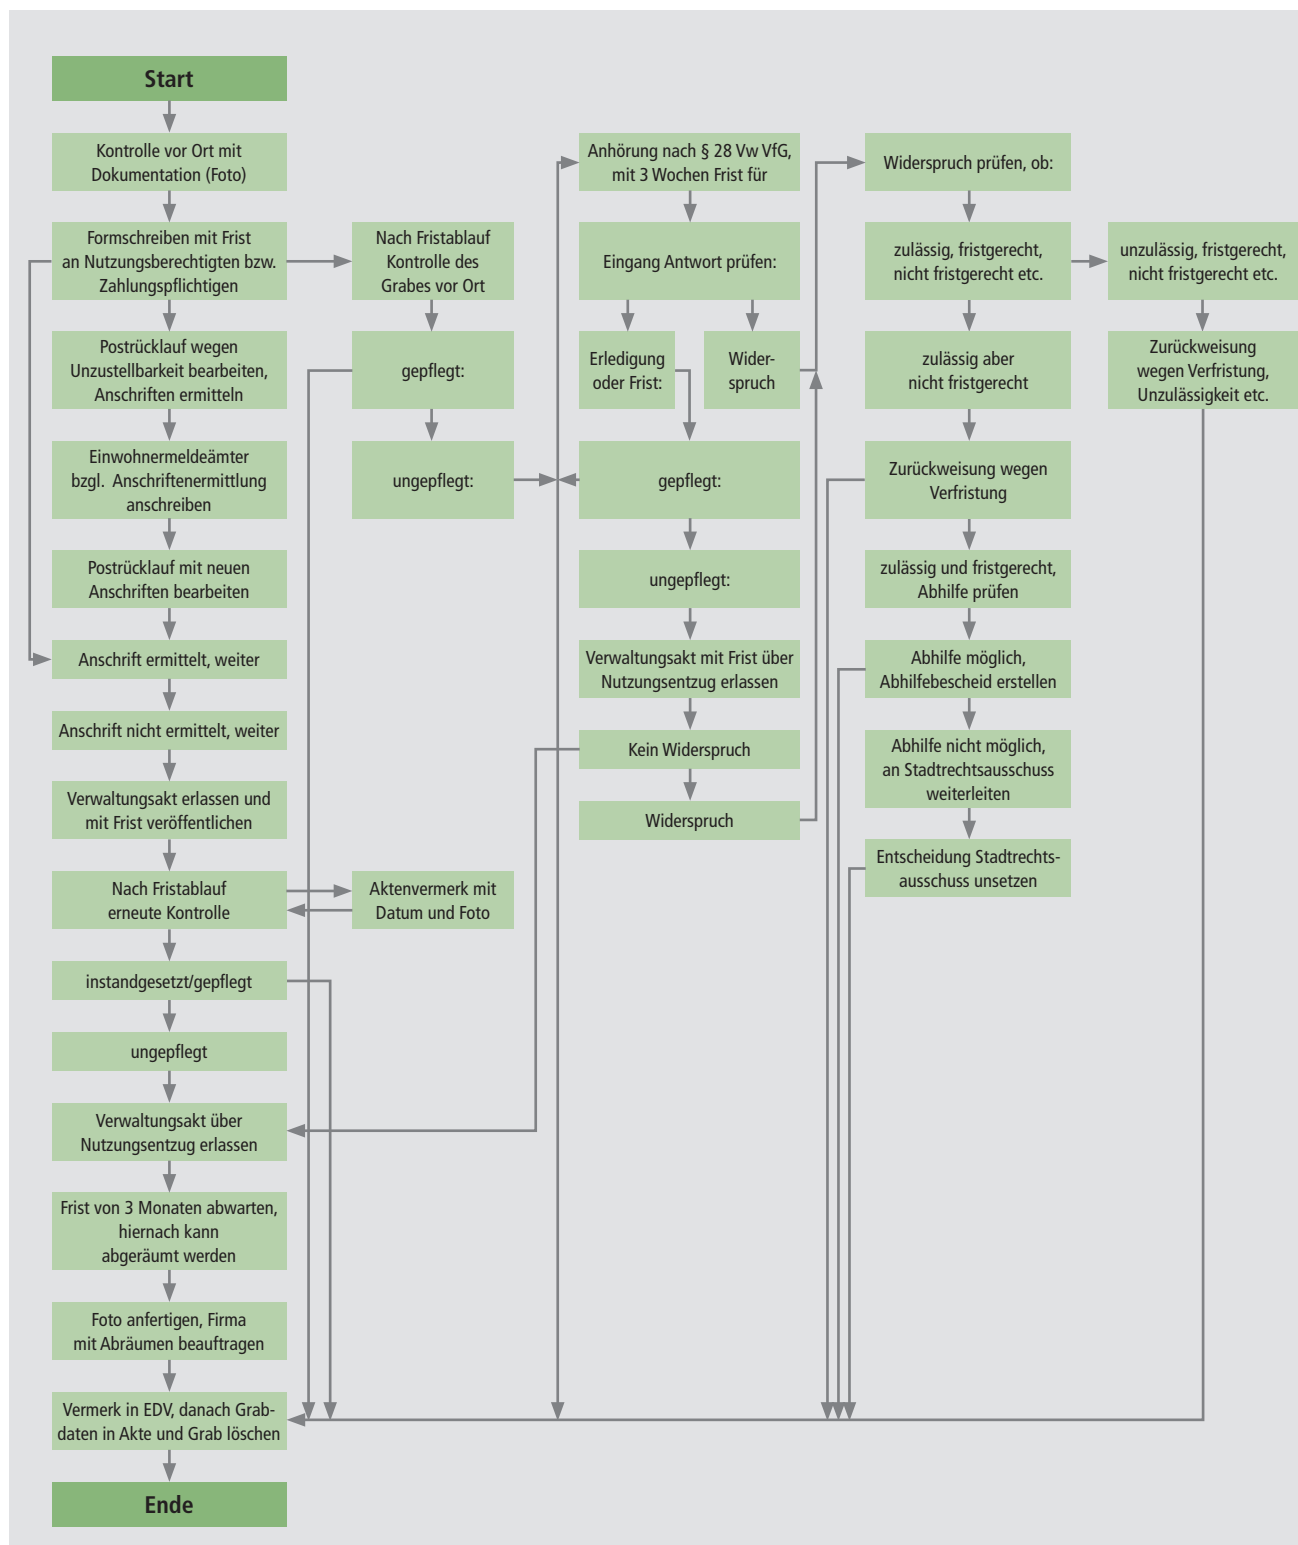 Start
Kontrolle vor Ort mit
Dokumentation (Foto)
Formschreiben mit Frist
an Nutzungsberechtigten bzw.
Zahlungspflichtigen
Postrücklauf wegen
Unzustellbarkeit bearbeiten,
Anschriften ermitteln
Einwohnermeldeämter
bzgl. Anschriftenermittlung
anschreiben
Postrücklauf mit neuen
Anschriften bearbeiten
Anschrift ermittelt, weiter
Anschrift nicht ermittelt, weiter
Verwaltungsakt erlassen und
mit Frist veröffentlichen
Nach Fristablauf
erneute Kontrolle
instandgesetzt/gepflegt
ungepflegt
Verwaltungsakt über
Nutzungsentzug erlassen
Frist von 3 Monaten abwarten,
hiernach kann
abgeräumt werden
Foto anfertigen, Firma
mit Abräumen beauftragen
Vermerk in EDV, danach Grab-
daten in Akte und Grab löschen
Ende
Nach Fristablauf
Kontrolle des
Grabes vor Ort
gepflegt:
ungepflegt:
Aktenvermerk mit
Datum und Foto
Anhörung nach § 28 Vw VfG,
mit 3 Wochen Frist für
Eingang Antwort prüfen:
Erledigung
oder Frist:
Wider-
spruch
gepflegt:
ungepflegt:
Verwaltungsakt mit Frist über
Nutzungsentzug erlassen
Kein Widerspruch
Widerspruch
Widerspruch prüfen, ob:
zulässig, fristgerecht,
nicht fristgerecht etc.
zulässig aber
nicht fristgerecht
Zurückweisung wegen
Verfristung
zulässig und fristgerecht,
Abhilfe prüfen
Abhilfe möglich,
Abhilfebescheid erstellen
Abhilfe nicht möglich,
an Stadtrechtsausschuss
weiterleiten
Entscheidung Stadtrechts-
ausschuss unsetzen
unzulässig, fristgerecht,
nicht fristgerecht etc.
Zurückweisung
wegen Verfristung,
Unzulässigkeit etc.